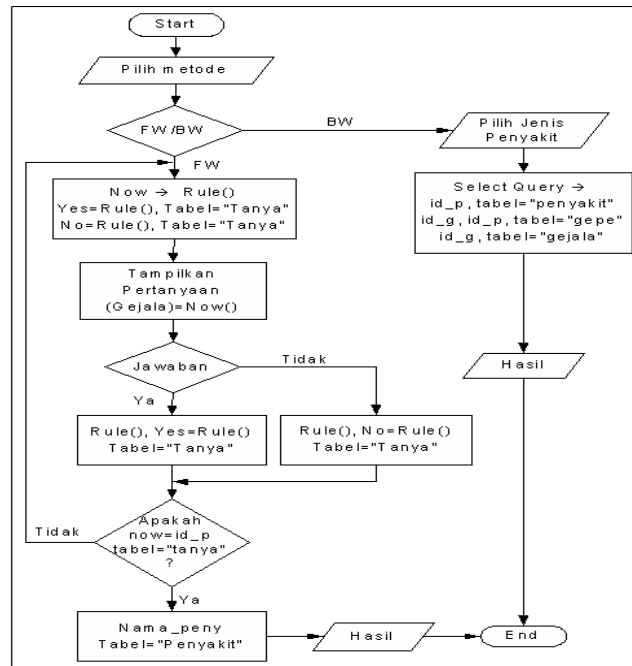 Start
Pilih metode
FW/BW
BW
Pilih Jenis
Penyakit
FW
Now → Rule()
Yes=Rule(), Tabel="Tanya"
No=Rule(), Tabel="Tanya"
Select Query →
id_p, tabel="penyakit"
id_g, id_p, tabel="gepe"
id_g, tabel="gejala"
Tampilkan
Pertanyaan
(Gejala)=Now()
Jawaban
Tidak
Ya
Hasil
Rule(), Yes=Rule()
Tabel="Tanya"
Rule(), No=Rule()
Tabel="Tanya"
Tidak
Apakah
now=id_p
tabel="tanya"
?
Ya
Nama_peny
Tabel="Penyakit"
Hasil
End